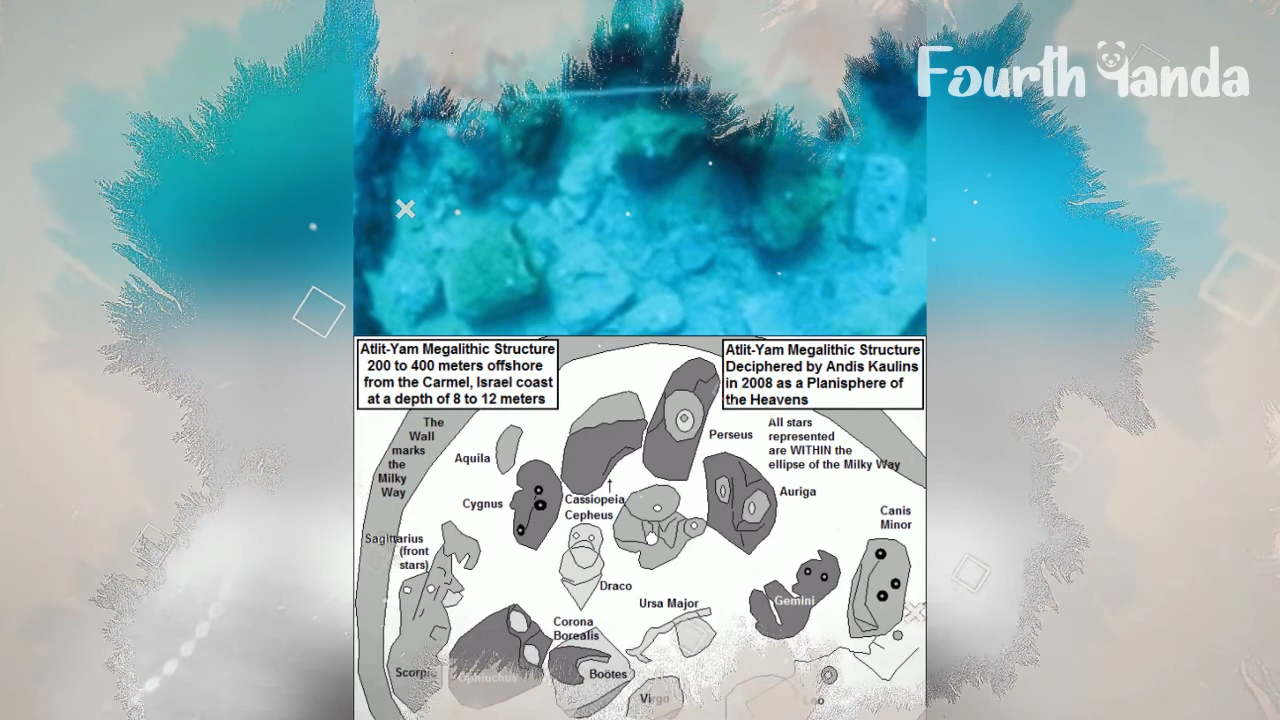 Fourth Panda
Atlit-Yam Megalithic Structure
200 to 400 meters offshore
from the Carmel, Israel coast
at a depth of 8 to 12 meters
Atlit-Yam Megalithic Structure
Deciphered by Andis Kaulins
in 2008 as a Planisphere of
the Heavens
The
Wall
marks
the
Milky
Way
All stars
represented
are WITHIN the
ellipse of the Milky Way
Perseus
Aquila
Auriga
Cygnus
Cassiopeia
Cepheus
Canis
Minor
Sagittarius
(front
stars)
Draco
Gemini
Ursa Major
Corona
Borealis
Scorpio
Ophiuchus
Boötes
Virgo
Leo